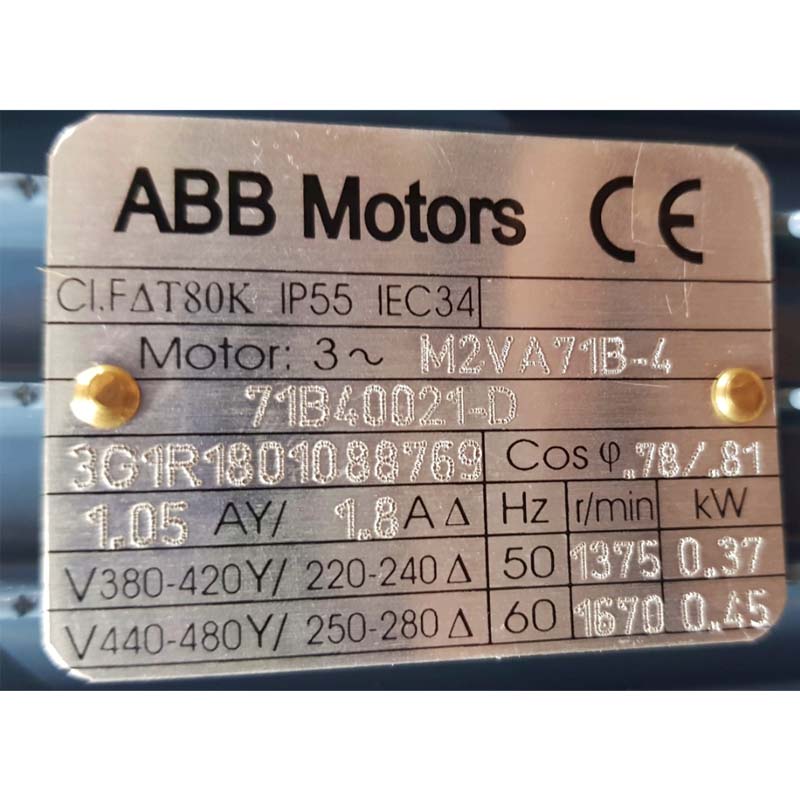 ABB Motors CE
Cl.FΔT80K IP55 IEC34
Motor: 3~ M2VA71B-4
71B40021-D
3G1R1801088769 Cos φ .78/.81
1.05 AY/ 1.8 A Δ Hz r/min kW
V380-420Y/ 220-240 Δ 50 1375 0.37
V440-480Y/ 250-280 Δ 60 1670 0.45